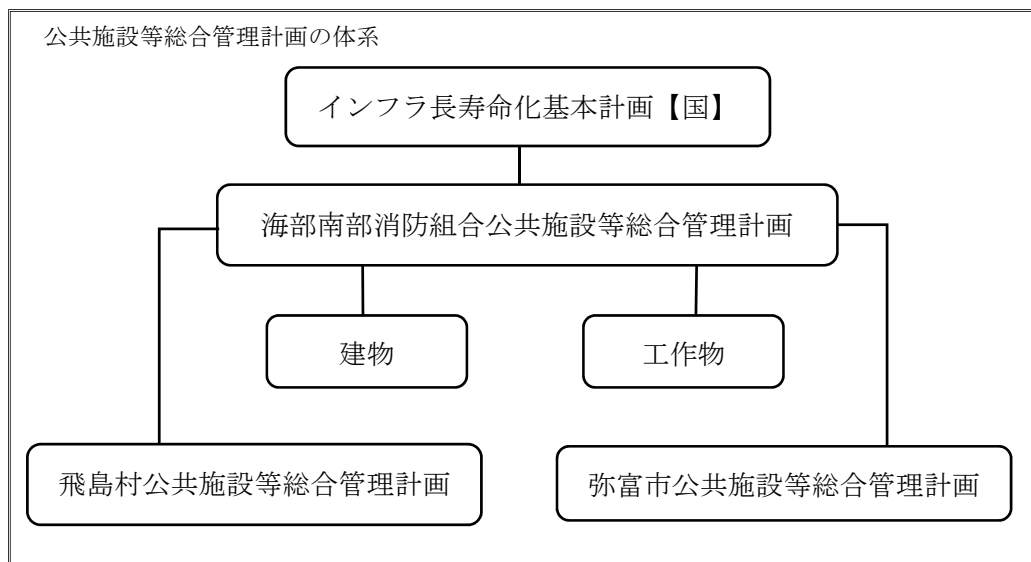 公共施設等総合管理計画の体系
インフラ長寿命化基本計画【国】
海部南部消防組合公共施設等総合管理計画
建物
工作物
飛島村公共施設等総合管理計画
弥富市公共施設等総合管理計画